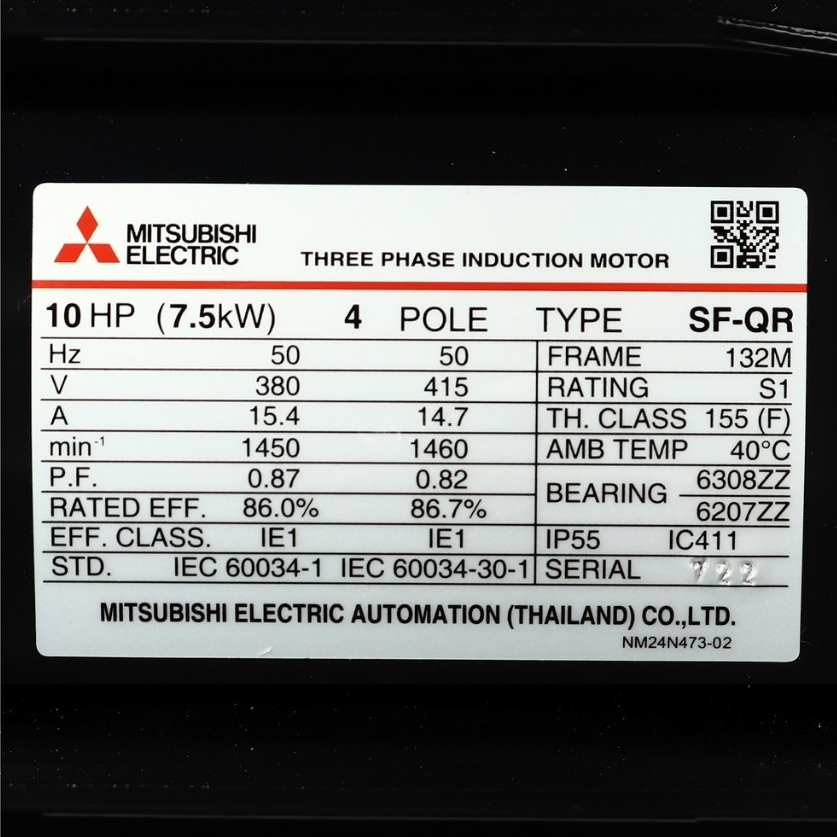 MITSUBISHI
ELECTRIC
THREE PHASE INDUCTION MOTOR
10 HP (7.5kW) 4 POLE TYPE SF-QR
Hz 50 50 FRAME 132M
V 380 415 RATING S1
A 15.4 14.7 TH. CLASS 155 (F)
min⁻¹ 1450 1460 AMB TEMP 40°C
P.F. 0.87 0.82 BEARING 6308ZZ
RATED EFF. 86.0% 86.7% 6207ZZ
EFF. CLASS. IE1 IE1 IP55 IC411
STD. IEC 60034-1 IEC 60034-30-1 SERIAL 722
MITSUBISHI ELECTRIC AUTOMATION (THAILAND) CO.,LTD.
NM24N473-02